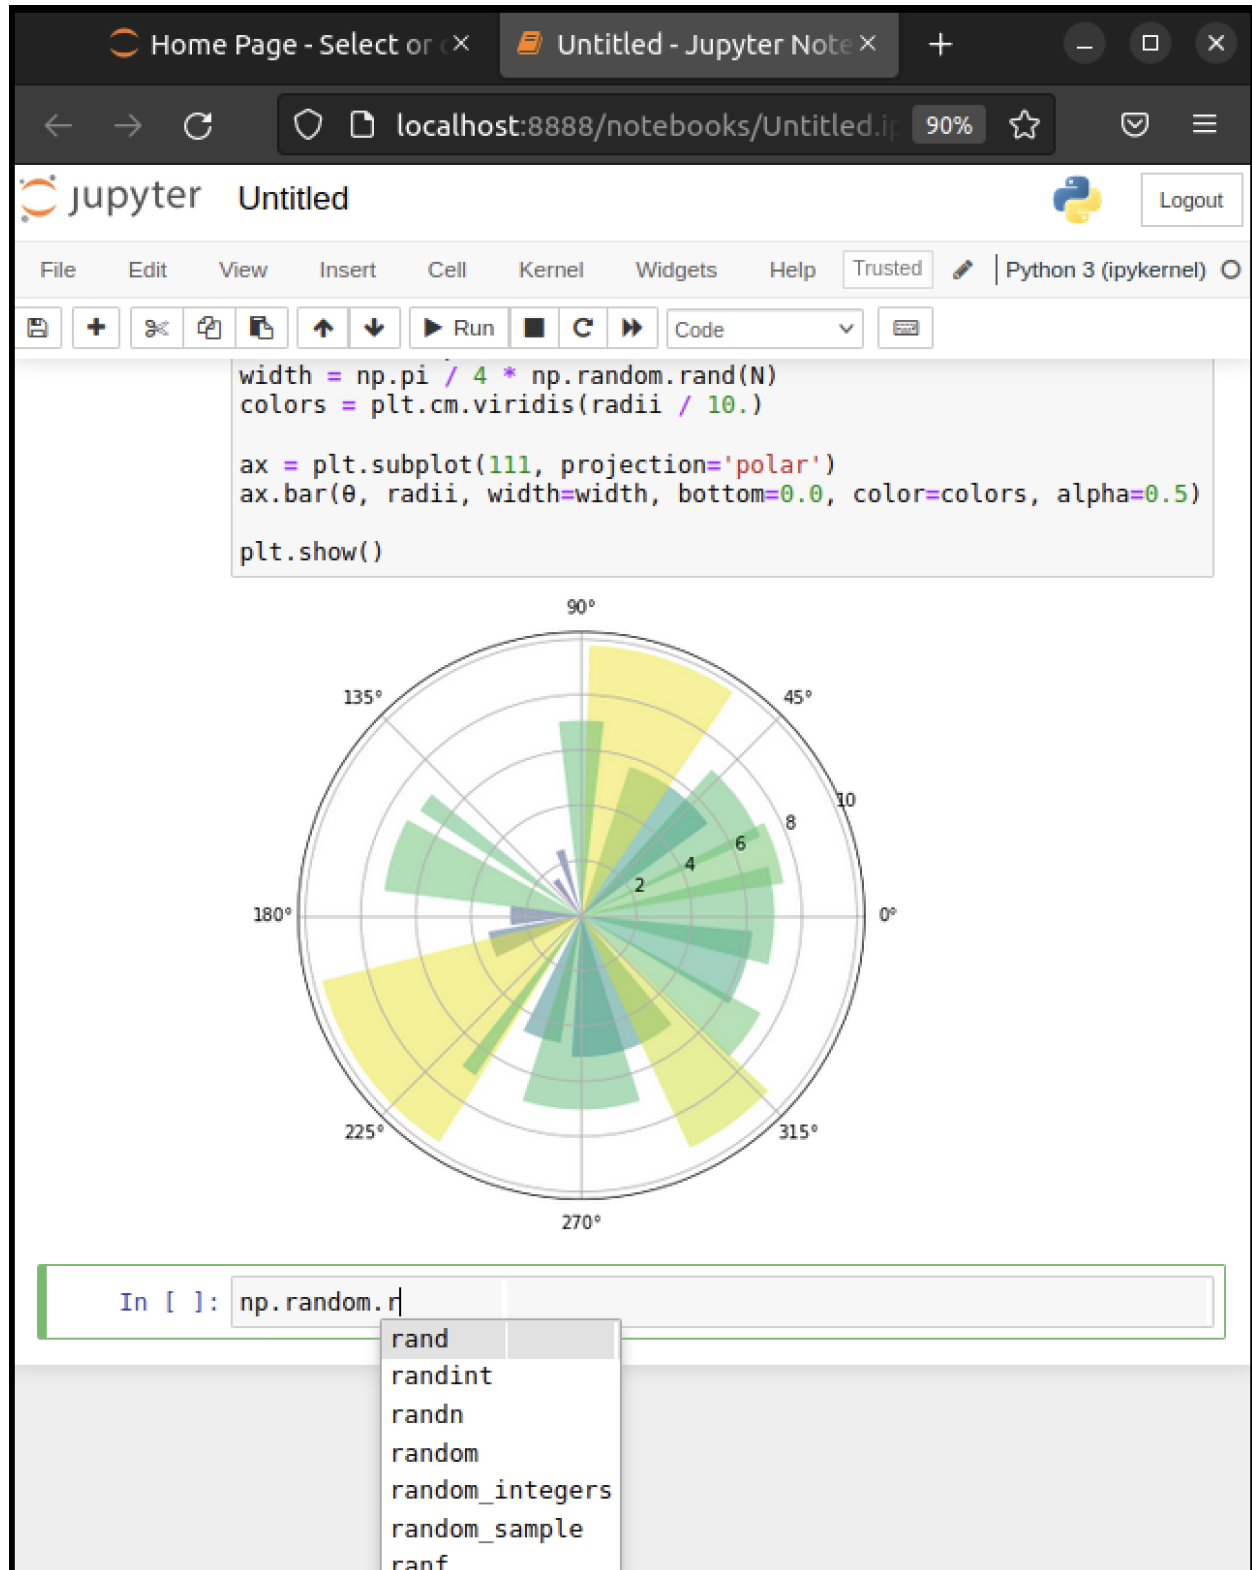 Home Page - Select or c
Untitled - Jupyter Note
localhost:8888/notebooks/Untitled.ip
90%
jupyter Untitled
Logout
File Edit View Insert Cell Kernel Widgets Help Trusted Python 3 (ipykernel)
Run Code
width = np.pi / 4 * np.random.rand(N)
colors = plt.cm.viridis(radii / 10.)
ax = plt.subplot(111, projection='polar')
ax.bar(θ, radii, width=width, bottom=0.0, color=colors, alpha=0.5)
plt.show()
90°
135°
45°
10
8
6
4
2
180°
0°
225°
315°
270°
In [ ]: np.random.r
rand
randint
randn
random
random_integers
random_sample
ranf